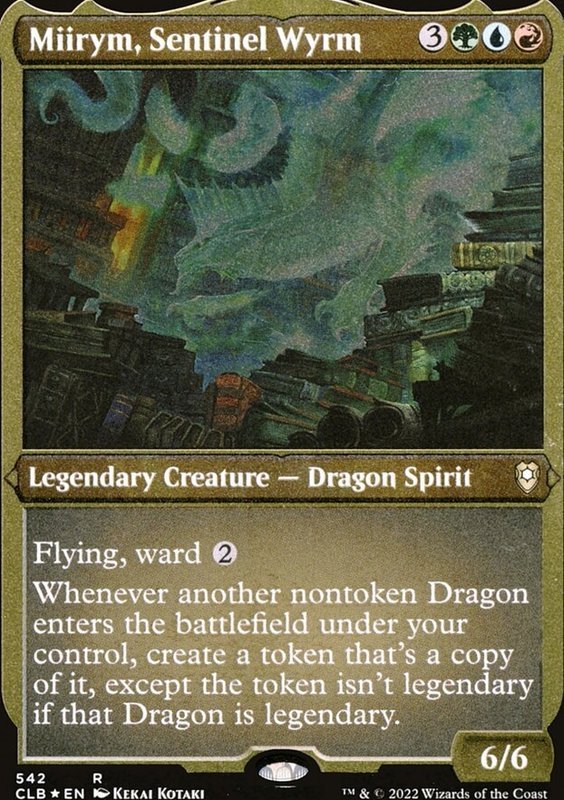 Miirym, Sentinel Wyrm 3
Legendary Creature — Dragon Spirit
Flying, ward 2
Whenever another nontoken Dragon
enters the battlefield under your
control, create a token that's a copy
of it, except the token isn't legendary
if that Dragon is legendary.
6/6
542 R
CLB ★ EN Kekai Kotaki ™ & © 2022 Wizards of the Coast